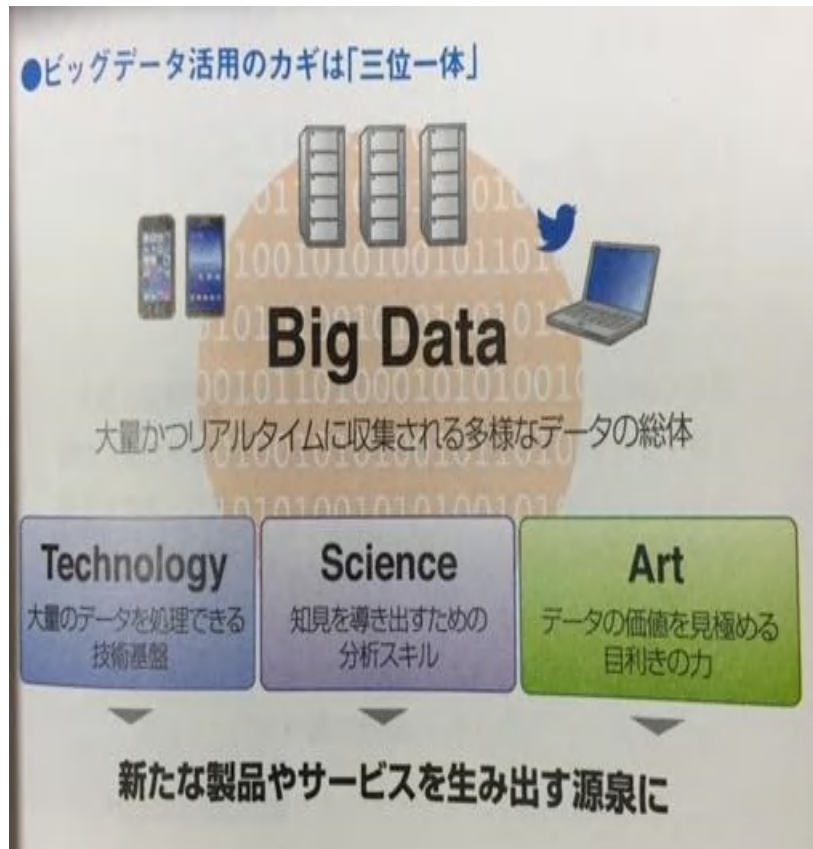 ●ビッグデータ活用のカギは「三位一体」
Big Data
大量かつリアルタイムに収集される多様なデータの総体
Technology
大量のデータを処理できる
技術基盤
Science
知見を導き出すための
分析スキル
Art
データの価値を見極める
目利きの力
新たな製品やサービスを生み出す源泉に